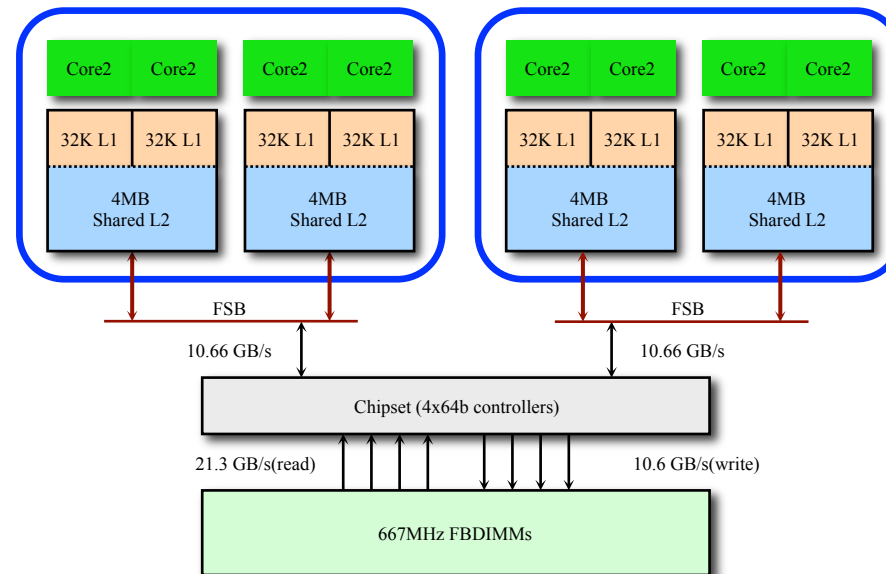 Core2 Core2 Core2 Core2 Core2 Core2 Core2 Core2
32K L1 32K L1 32K L1 32K L1 32K L1 32K L1 32K L1 32K L1
4MB 4MB 4MB 4MB
Shared L2 Shared L2 Shared L2 Shared L2
FSB FSB
10.66 GB/s 10.66 GB/s
Chipset (4x64b controllers)
21.3 GB/s(read) 10.6 GB/s(write)
667MHz FBDIMMs